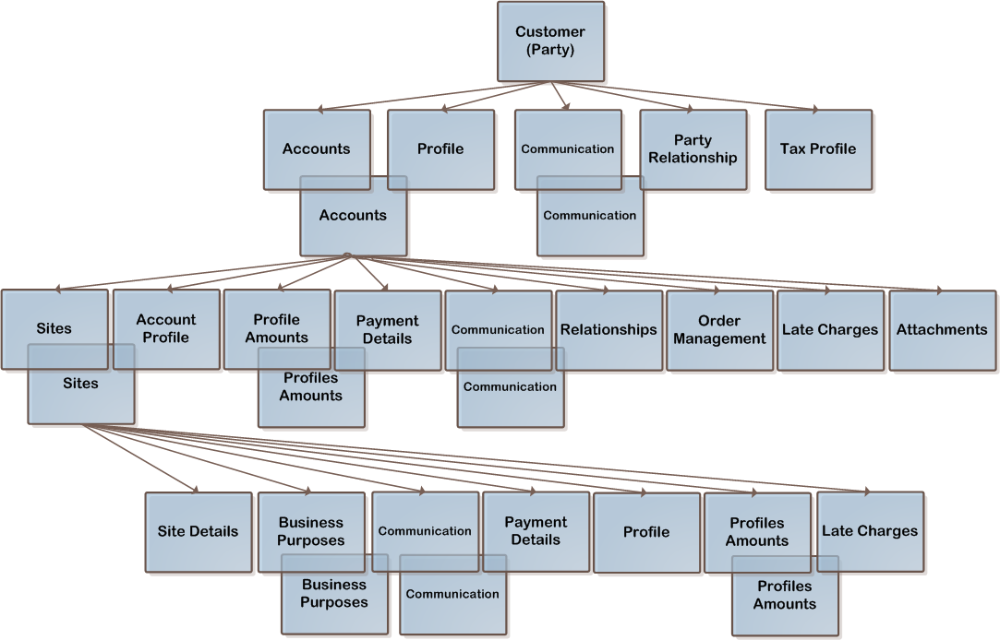 Customer
(Party)
Accounts
Profile
Communication
Party
Relationship
Tax Profile
Accounts
Communication
Sites
Account
Profile
Profile
Amounts
Payment
Details
Communication
Relationships
Order
Management
Late Charges
Attachments
Sites
Profiles
Amounts
Communication
Site Details
Business
Purposes
Communication
Payment
Details
Profile
Profiles
Amounts
Late Charges
Business
Purposes
Communication
Profiles
Amounts